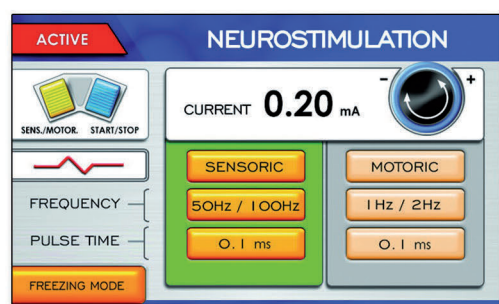 ACTIVE
NEUROSTIMULATION
SENS./MOTOR. START/STOP
CURRENT 0.20 mA
- +
SENSORIC MOTORIC
FREQUENCY 50Hz / 100Hz 1Hz / 2Hz
PULSE TIME 0.1 ms 0.1 ms
FREEZING MODE